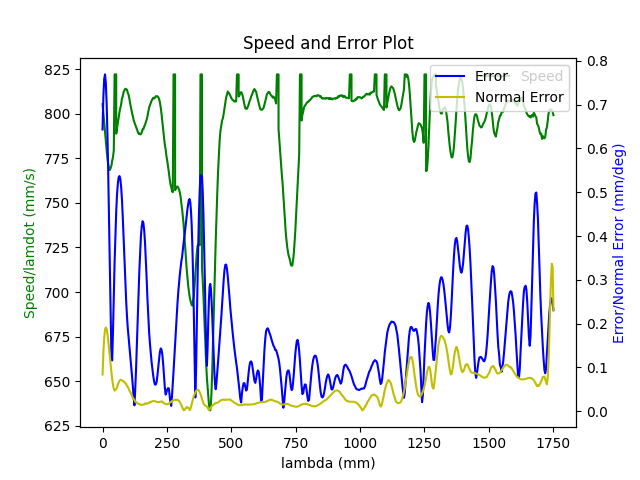 Speed and Error Plot
825
800
775
750
725
700
675
650
625
Speed/lamdot (mm/s)
0.8
0.7
0.6
0.5
0.4
0.3
0.2
0.1
0.0
Error/Normal Error (mm/deg)
Error
Speed
Normal Error
0 250 500 750 1000 1250 1500 1750
lambda (mm)